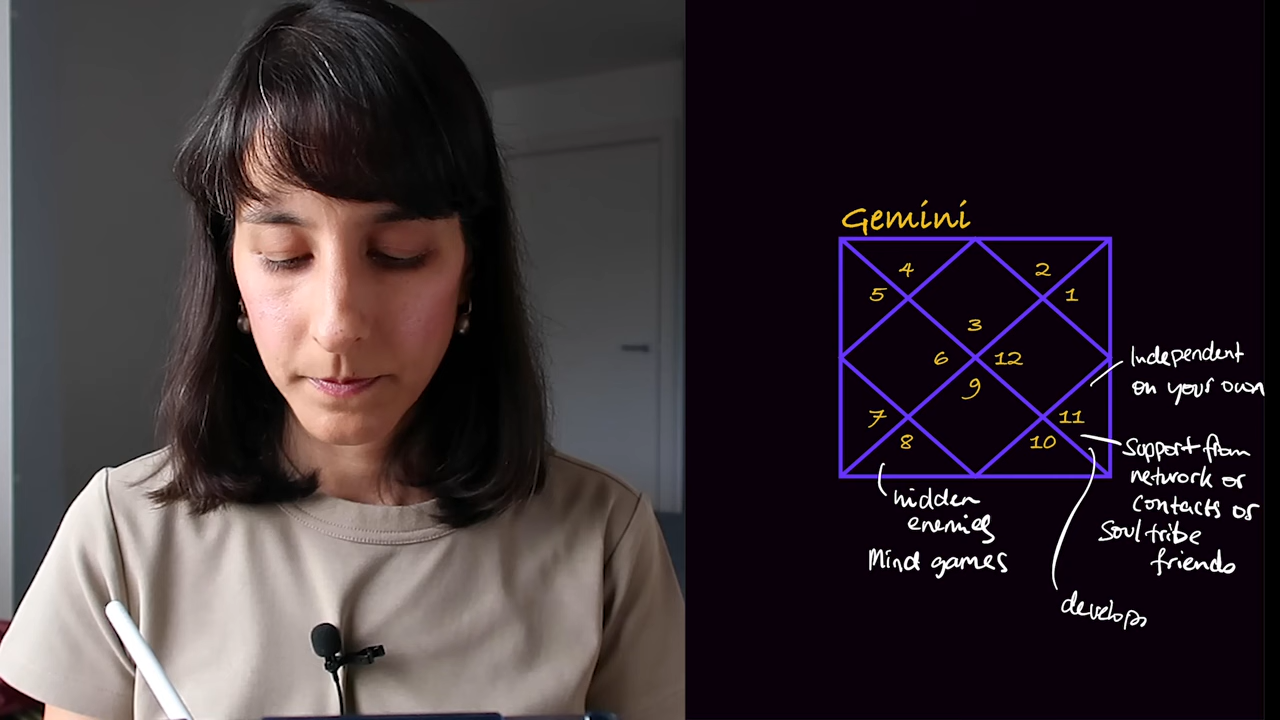 Gemini
4
2
5
1
3
6
12
9
7
11
8
10
Independent
on your own
Support from
network or
contacts or
Soul tribe
friends
hidden
enemies
Mind games
develops